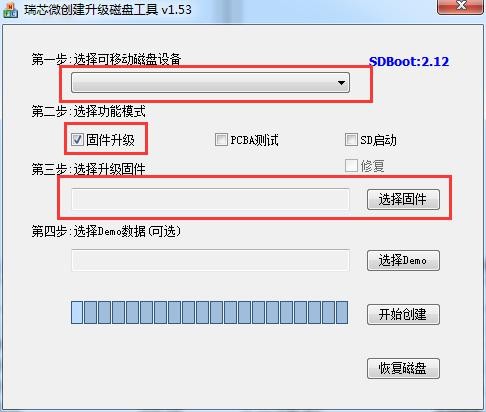 瑞芯微创建升级磁盘工具 v1.53
第一步:选择可移动磁盘设备
SDBoot:2.12
第二步:选择功能模式
固件升级 PCBA测试 SD启动
第三步:选择升级固件 修复
选择固件
第四步:选择Demo数据(可选)
选择Demo
开始创建
恢复磁盘